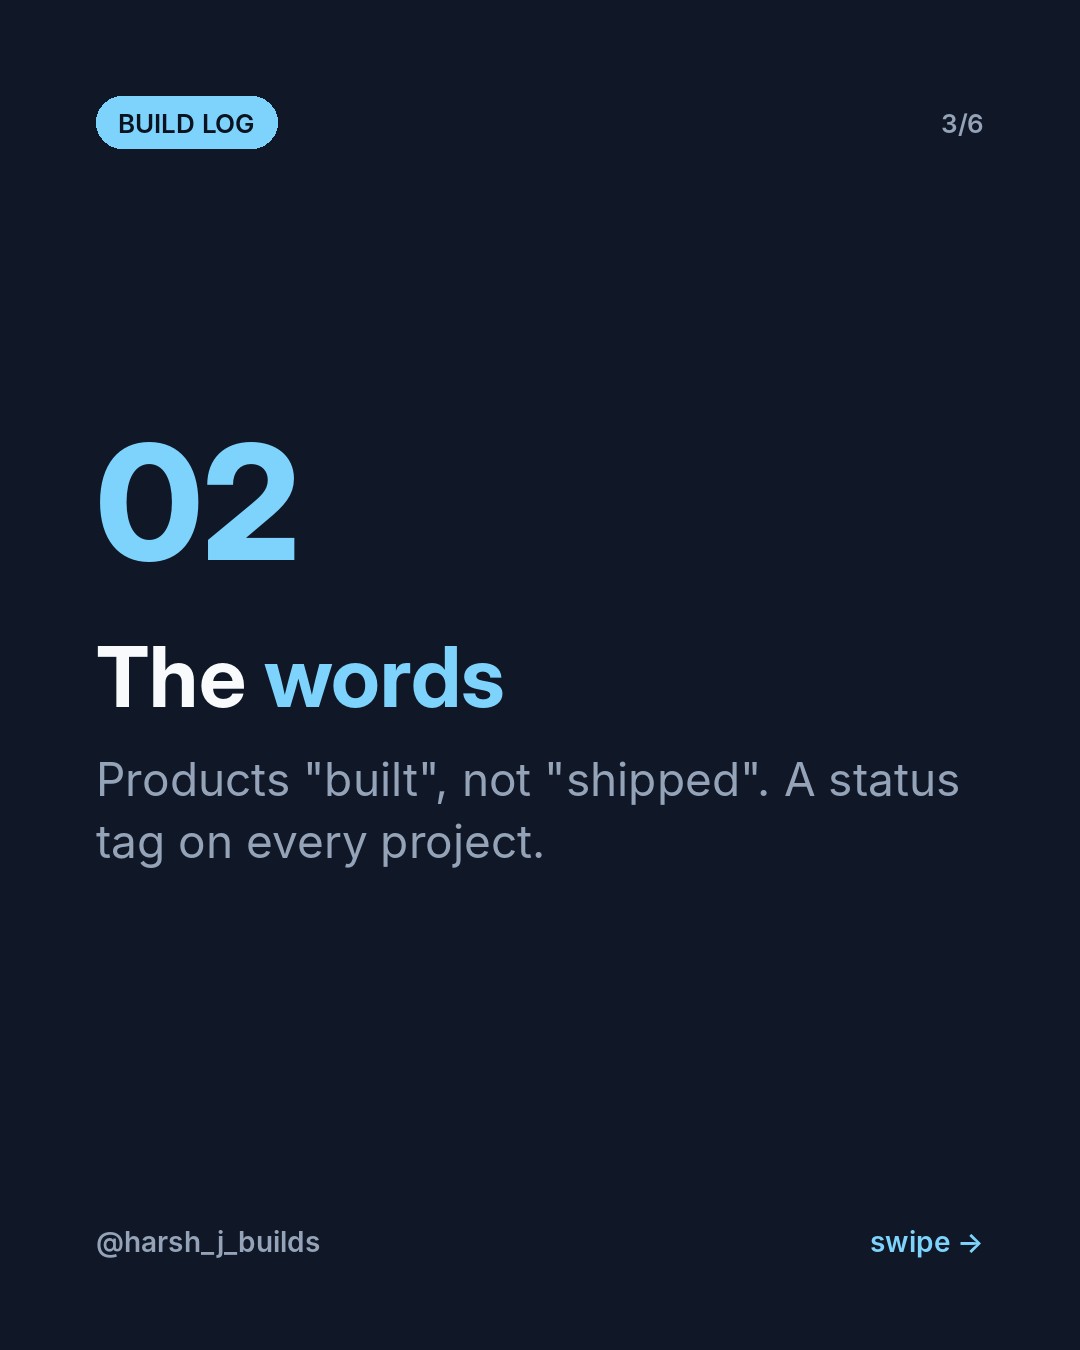 BUILD LOG
3/6
02
The words
Products "built", not "shipped". A status
tag on every project.
@harsh_j_builds
swipe →